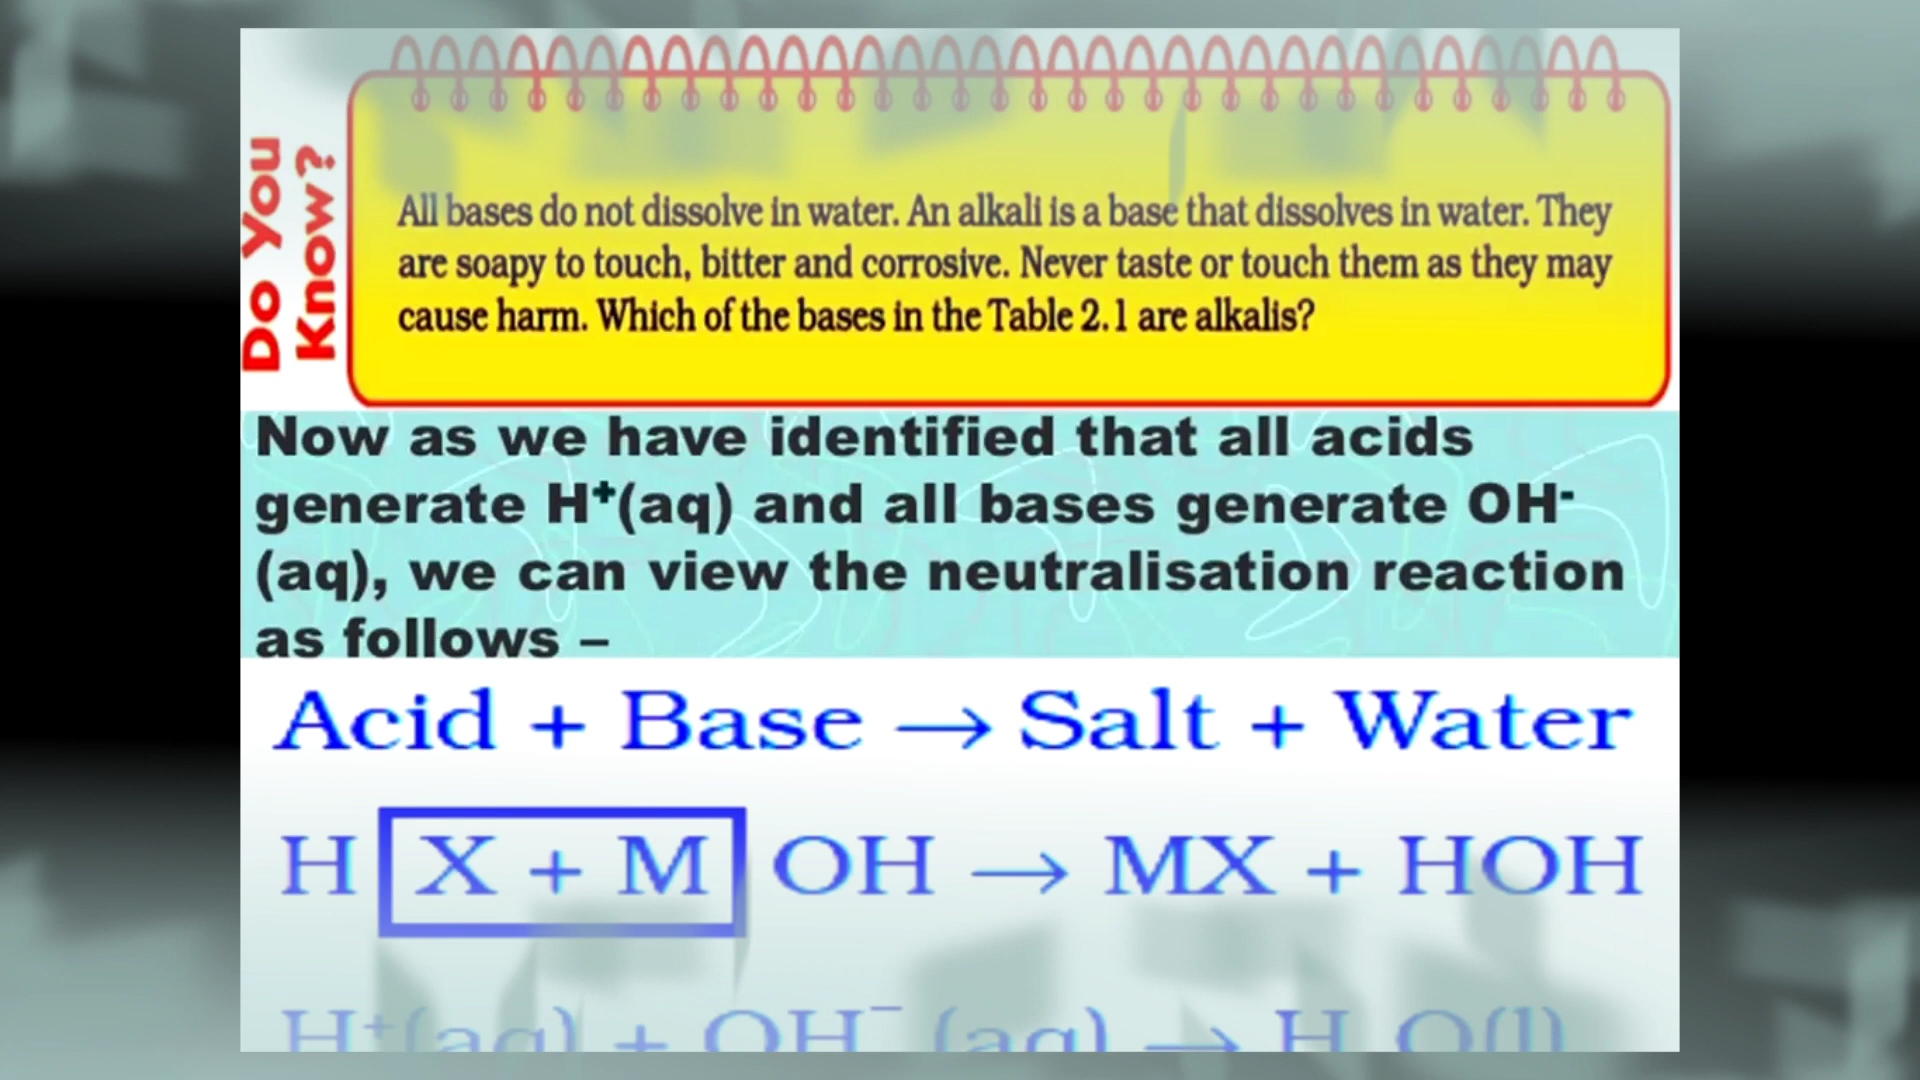 Do You
Know?
All bases do not dissolve in water. An alkali is a base that dissolves in water. They
are soapy to touch, bitter and corrosive. Never taste or touch them as they may
cause harm. Which of the bases in the Table 2.1 are alkalis?
Now as we have identified that all acids
generate H⁺(aq) and all bases generate OH⁻
(aq), we can view the neutralisation reaction
as follows –
Acid + Base → Salt + Water
H X + M OH → MX + HOH
H⁺(aq) + OH⁻ (aq) → H O(l)